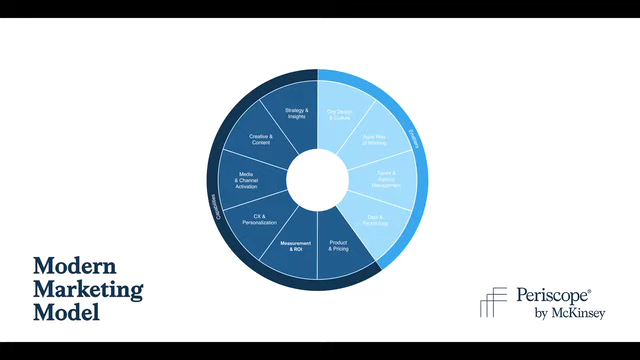 Strategy &
Insights
Org Design
& Culture
Creative &
Content
Agile Way
of Working
Enablers
Media
& Channel
Activation
Talent &
Agency
Management
Capabilities
CX &
Personalization
Data &
Technology
Measurement
& ROI
Product
& Pricing
Modern
Marketing
Model
Periscope®
by McKinsey